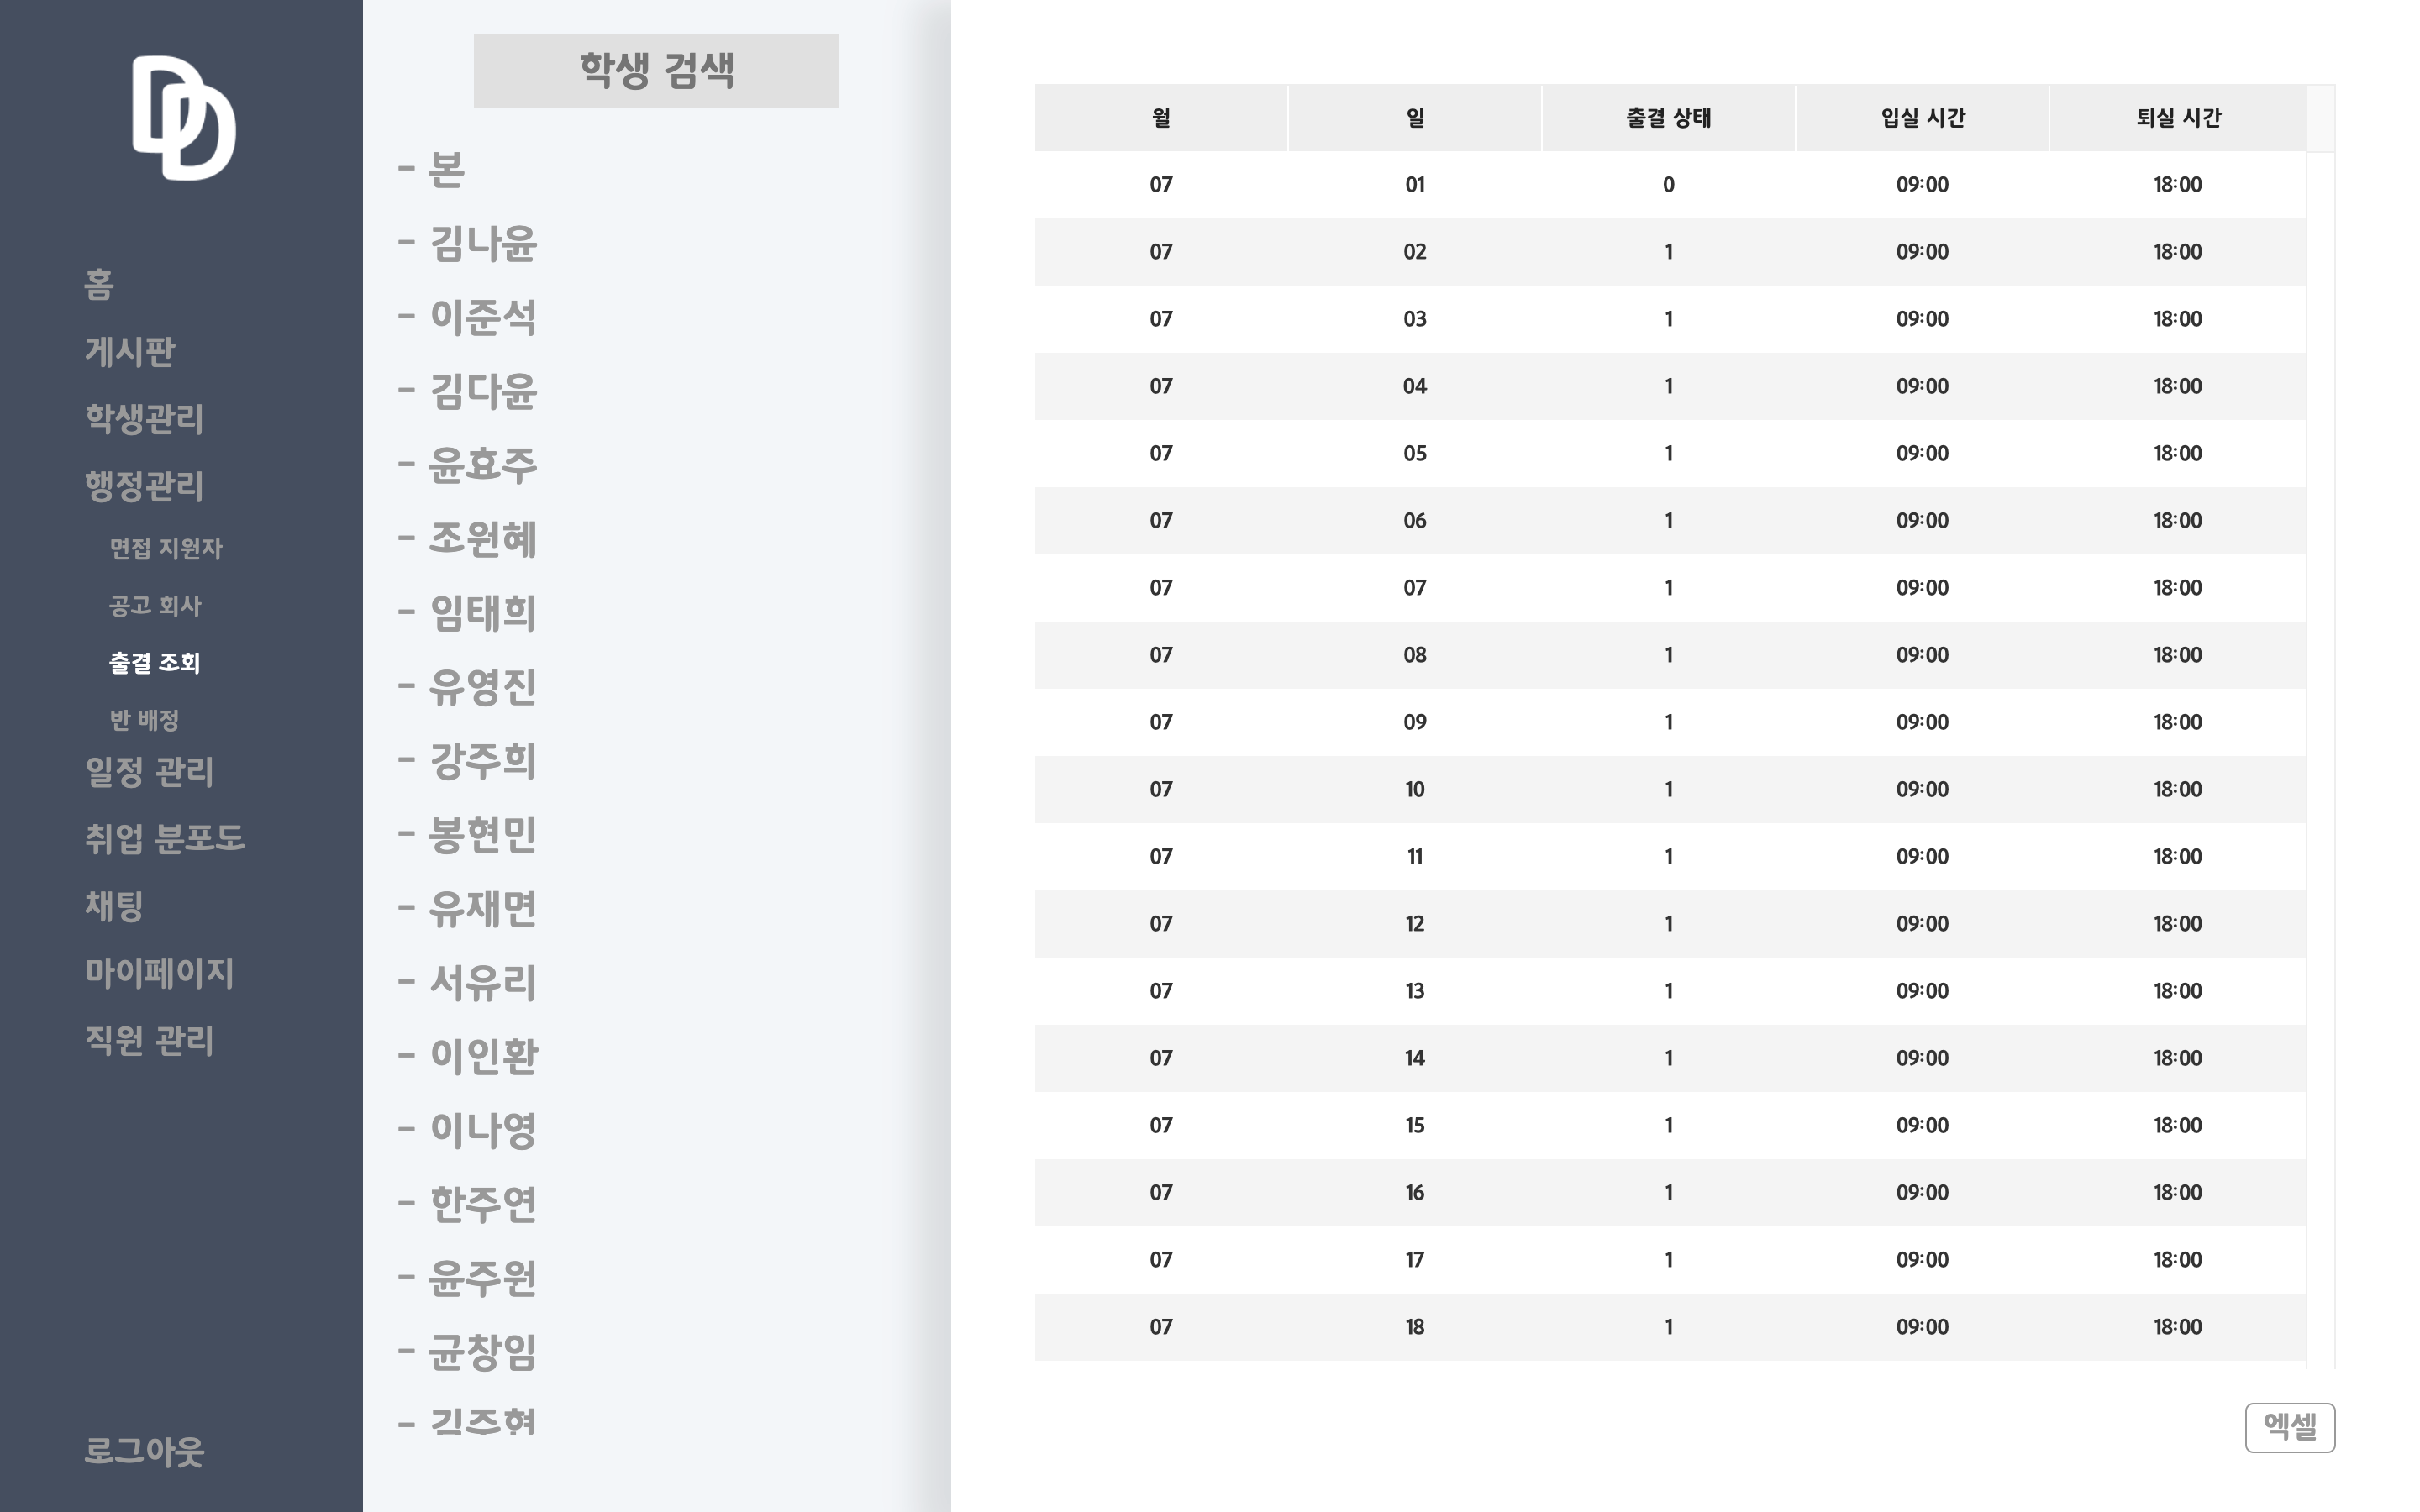 DD
홈
게시판
학생관리
행정관리
면접 지원자
공고 회사
출결 조회
반 배정
일정 관리
취업 분포도
채팅
마이페이지
직원 관리
로그아웃
학생 검색
- 본
- 김나윤
- 이준석
- 김다윤
- 윤효주
- 조원혜
- 임태희
- 유영진
- 강주희
- 봉현민
- 유재면
- 서유리
- 이인환
- 이나영
- 한주연
- 윤주원
- 균창임
월 일 출결 상태 입실 시간 퇴실 시간
07 01 0 09:00 18:00
07 02 1 09:00 18:00
07 03 1 09:00 18:00
07 04 1 09:00 18:00
07 05 1 09:00 18:00
07 06 1 09:00 18:00
07 07 1 09:00 18:00
07 08 1 09:00 18:00
07 09 1 09:00 18:00
07 10 1 09:00 18:00
07 11 1 09:00 18:00
07 12 1 09:00 18:00
07 13 1 09:00 18:00
07 14 1 09:00 18:00
07 15 1 09:00 18:00
07 16 1 09:00 18:00
07 17 1 09:00 18:00
07 18 1 09:00 18:00
엑셀